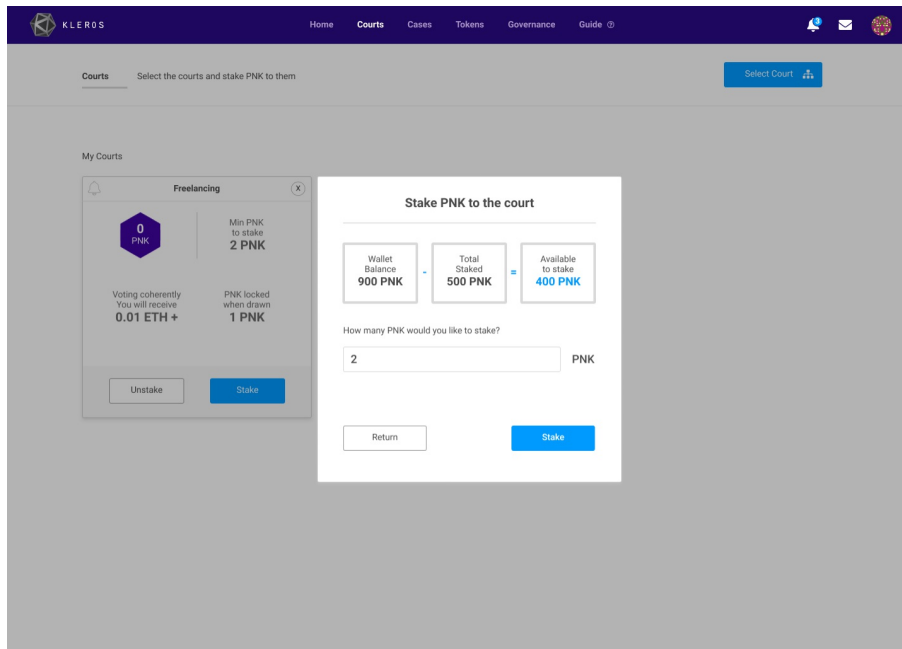 KLEROS
Home Courts Cases Tokens Governance Guide ?
3
Courts Select the courts and stake PNK to them
Select Court
My Courts
Freelancing
X
0
PNK
Min PNK
to stake
2 PNK
Voting coherently
You will receive
0.01 ETH +
PNK locked
when drawn
1 PNK
Unstake Stake
Stake PNK to the court
Wallet
Balance
900 PNK
-
Total
Staked
500 PNK
=
Available
to stake
400 PNK
How many PNK would you like to stake?
2 PNK
Return Stake